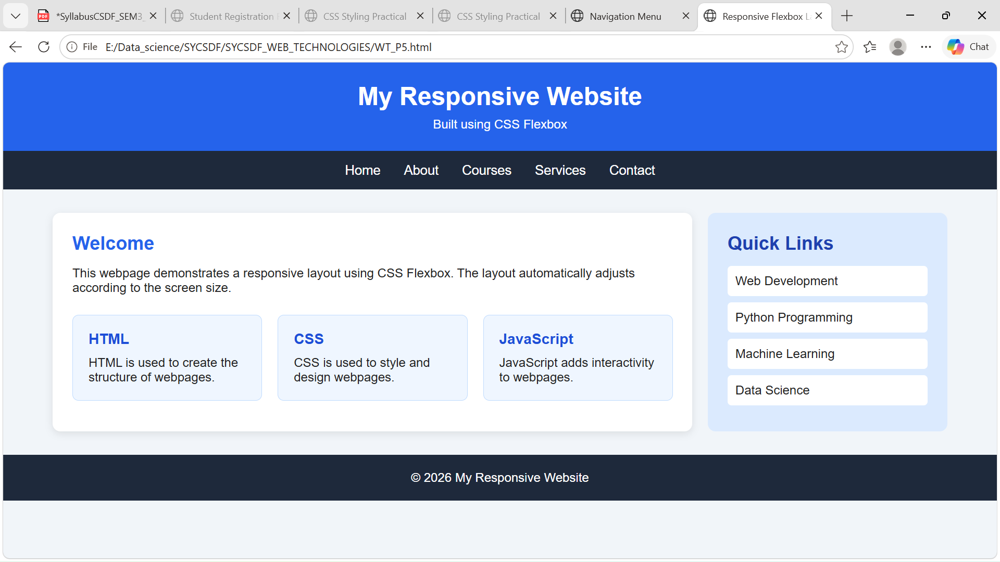 *SyllabusCSDF_SEM3_
Student Registration
CSS Styling Practical
CSS Styling Practical
Navigation Menu
Responsive Flexbox L
File E:/Data_science/SYCSDF/SYCSDF_WEB_TECHNOLOGIES/WT_P5.html
Chat
My Responsive Website
Built using CSS Flexbox
Home About Courses Services Contact
Welcome
This webpage demonstrates a responsive layout using CSS Flexbox. The layout automatically adjusts
according to the screen size.
HTML
HTML is used to create the
structure of webpages.
CSS
CSS is used to style and
design webpages.
JavaScript
JavaScript adds interactivity
to webpages.
Quick Links
Web Development
Python Programming
Machine Learning
Data Science
© 2026 My Responsive Website